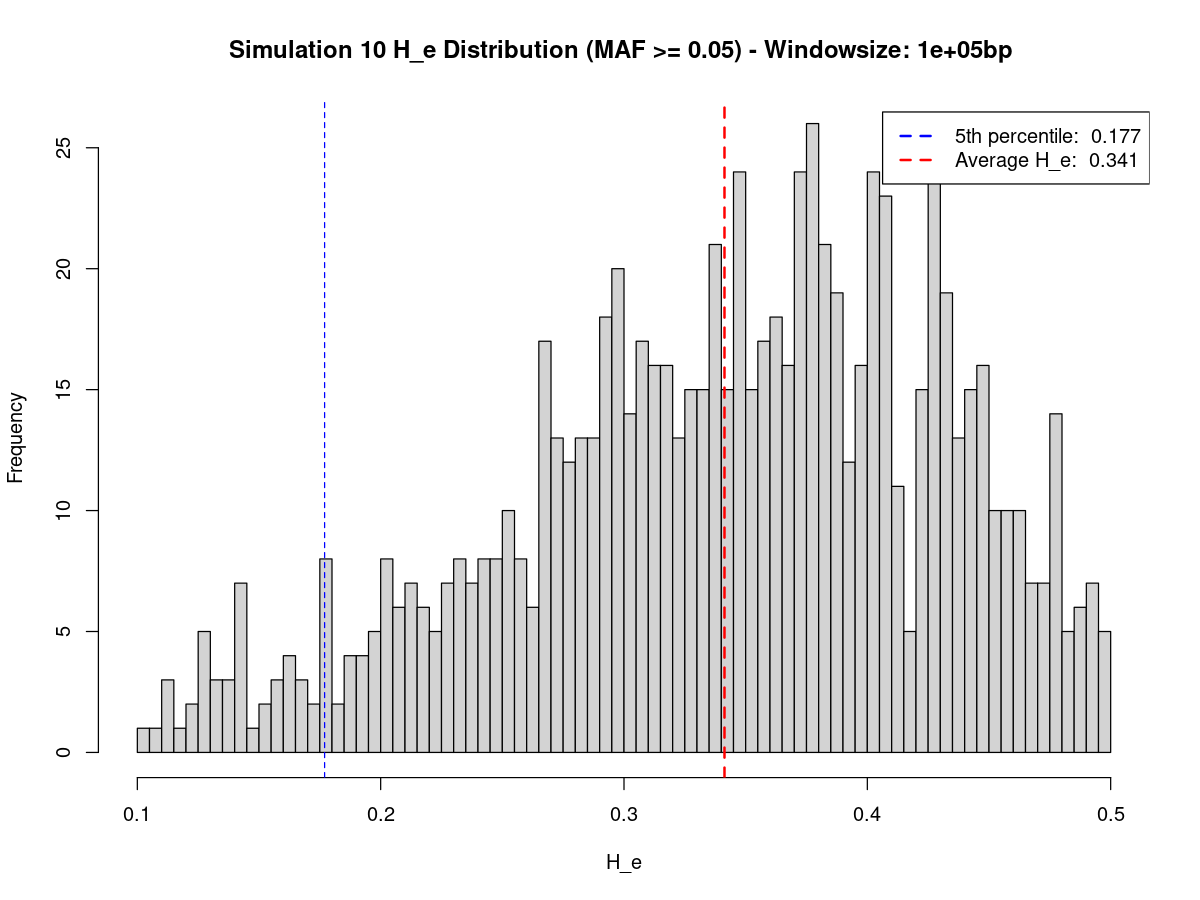 Simulation 10 H_e Distribution (MAF >= 0.05) - Windowsize: 1e+05bp
5th percentile: 0.177
Average H_e: 0.341
Frequency
25
20
15
10
5
0
0.1 0.2 0.3 0.4 0.5
H_e